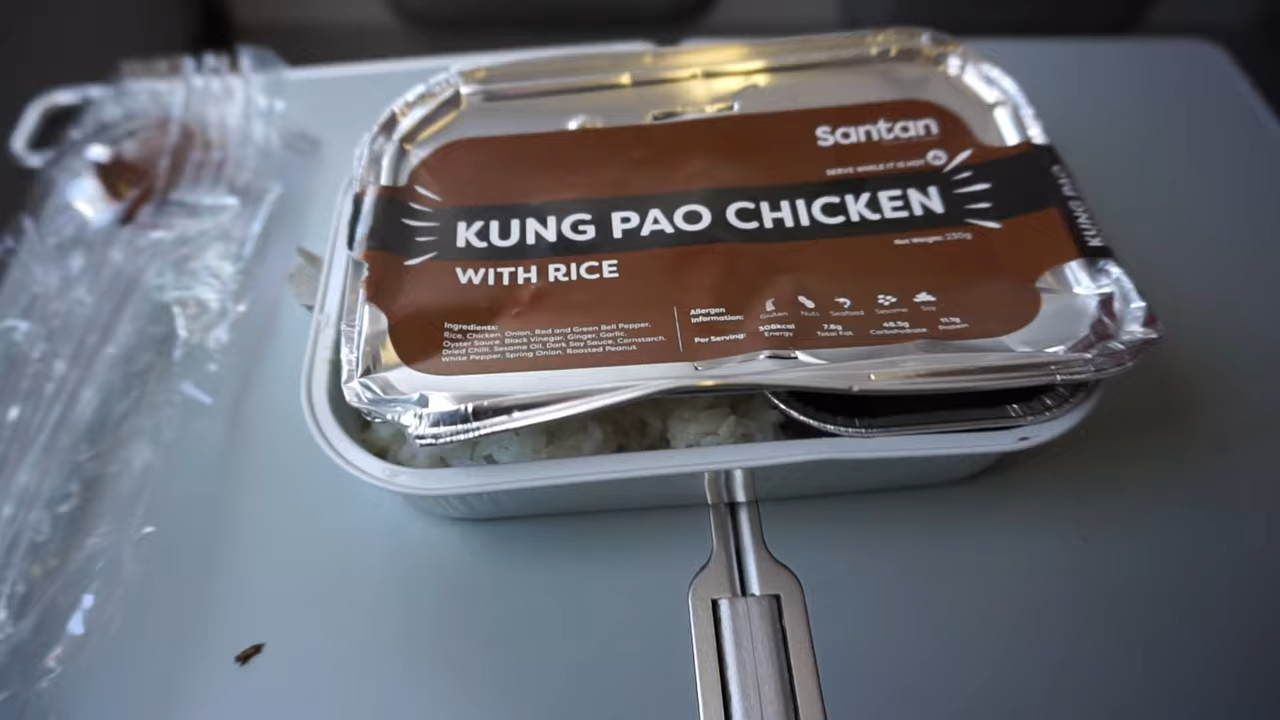 Santan
SERVE WHILE IT IS HOT
KUNG PAO CHICKEN
WITH RICE
Net Weight: 230g
Ingredients:
Rice, Chicken, Onion, Red and Green Bell Pepper,
Oyster Sauce, Black Vinegar, Ginger, Garlic,
Dried Chilli, Sesame Oil, Dark Soy Sauce, Cornstarch,
White Pepper, Spring Onion, Roasted Peanut
Allergen
Information:
Gluten Nuts Seafood Sesame Soy
Per Serving:
308kcal 7.8g 48.5g 11.1g
Energy Total Fat Carbohydrate Protein
KUNG PAO